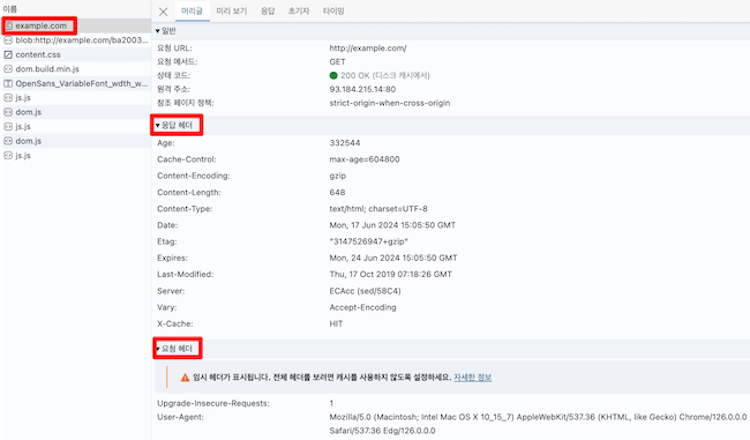 이름
example.com
blob:http://example.com/ba2003...
content.css
dom.build.min.js
OpenSans_VariableFont_wdth_w...
js.js
dom.js
js.js
dom.js
js.js
머리글 미리 보기 응답 초기자 타이밍
일반
요청 URL: http://example.com/
요청 메서드: GET
상태 코드: 200 OK (디스크 캐시에서)
원격 주소: 93.184.215.14:80
참조 페이지 정책: strict-origin-when-cross-origin
응답 헤더
Age: 332544
Cache-Control: max-age=604800
Content-Encoding: gzip
Content-Length: 648
Content-Type: text/html; charset=UTF-8
Date: Mon, 17 Jun 2024 15:05:50 GMT
Etag: "3147526947+gzip"
Expires: Mon, 24 Jun 2024 15:05:50 GMT
Last-Modified: Thu, 17 Oct 2019 07:18:26 GMT
Server: ECAcc (sed/58C4)
Vary: Accept-Encoding
X-Cache: HIT
요청 헤더
임시 헤더가 표시됩니다. 전체 헤더를 보려면 캐시를 사용하지 않도록 설정하세요. 자세한 정보
Upgrade-Insecure-Requests: 1
User-Agent: Mozilla/5.0 (Macintosh; Intel Mac OS X 10_15_7) AppleWebKit/537.36 (KHTML, like Gecko) Chrome/126.0.0.0
Safari/537.36 Edg/126.0.0.0